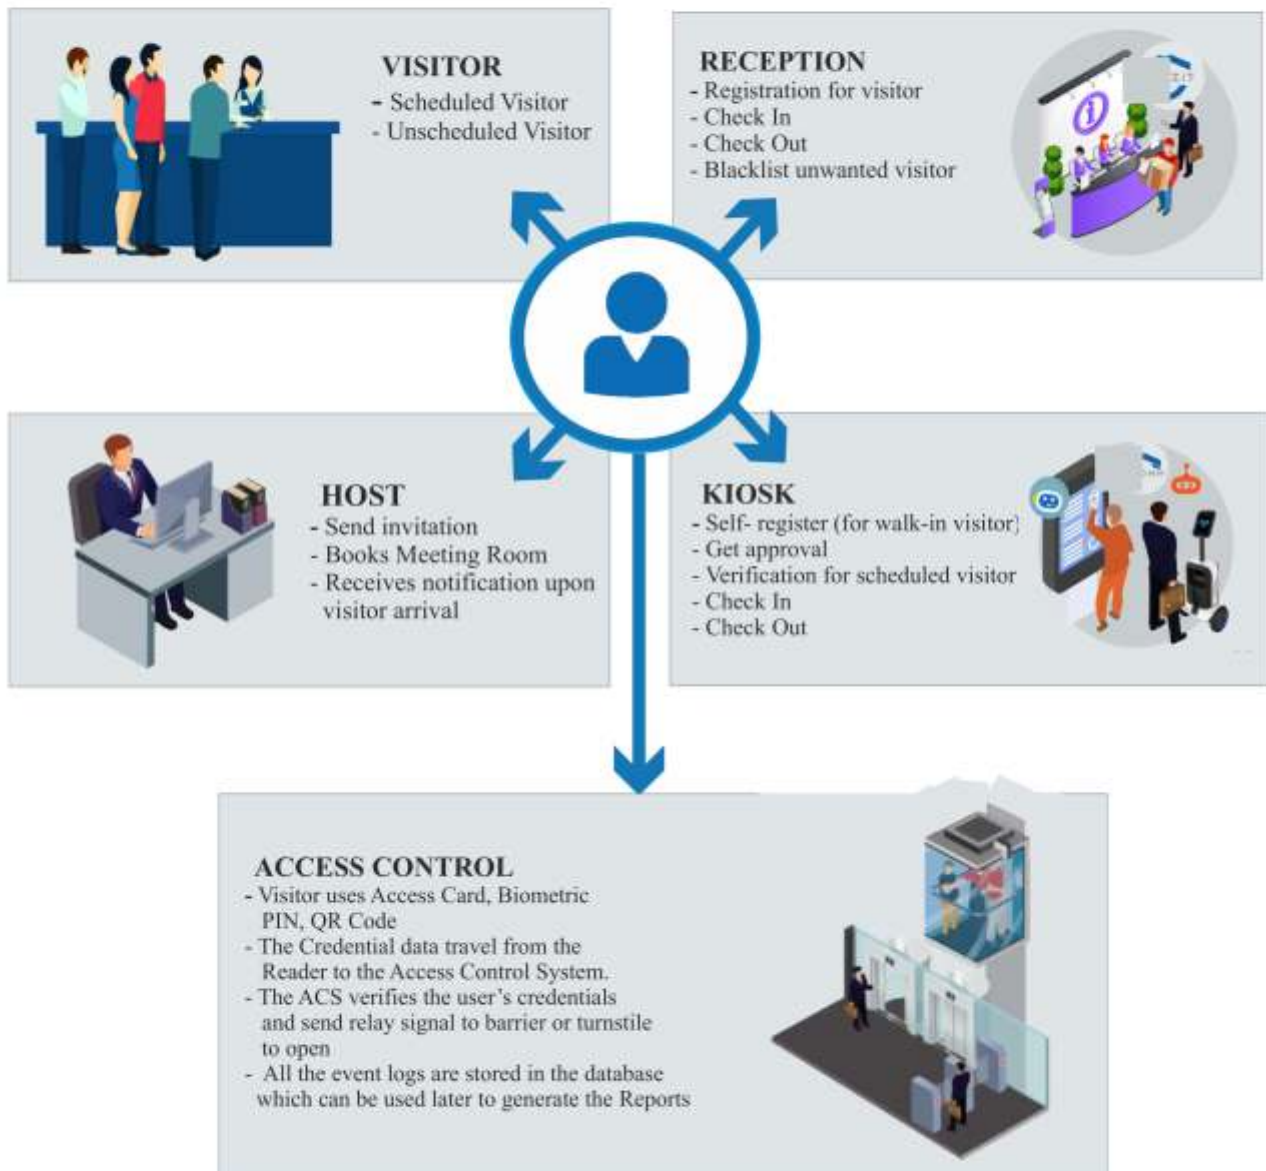 VISITOR
- Scheduled Visitor
- Unscheduled Visitor
RECEPTION
- Registration for visitor
- Check In
- Check Out
- Blacklist unwanted visitor
HOST
- Send invitation
- Books Meeting Room
- Receives notification upon
visitor arrival
KIOSK
- Self- register (for walk-in visitor)
- Get approval
- Verification for scheduled visitor
- Check In
- Check Out
ACCESS CONTROL
- Visitor uses Access Card, Biometric
PIN, QR Code
- The Credential data travel from the
Reader to the Access Control System.
- The ACS verifies the user's credentials
and send relay signal to barrier or turnstile
to open
- All the event logs are stored in the database
which can be used later to generate the Reports